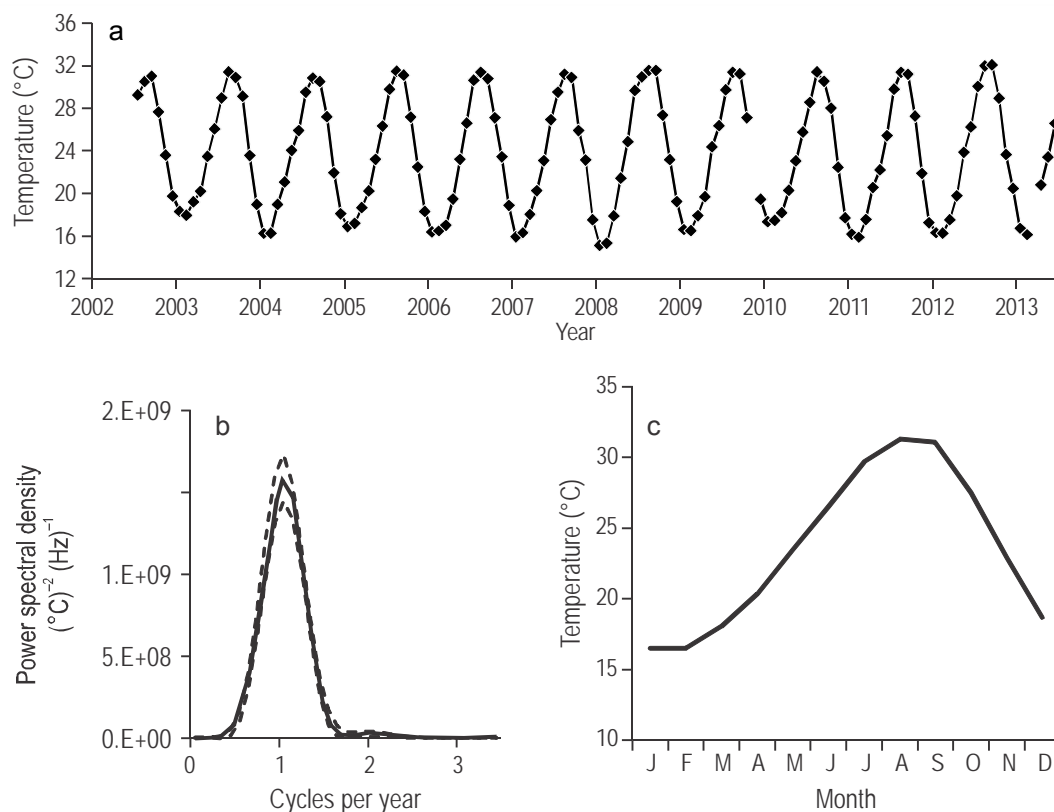 a
36
32
28
24
20
16
12
Temperature (°C)
2002 2003 2004 2005 2006 2007 2008 2009 2010 2011 2012 2013
Year
b
2.E+09
1.E+09
5.E+08
0.E+00
Power spectral density
(°C)⁻² (Hz)⁻¹
0 1 2 3
Cycles per year
c
35
30
25
20
15
10
Temperature (°C)
J F M A M J J A S O N D
Month